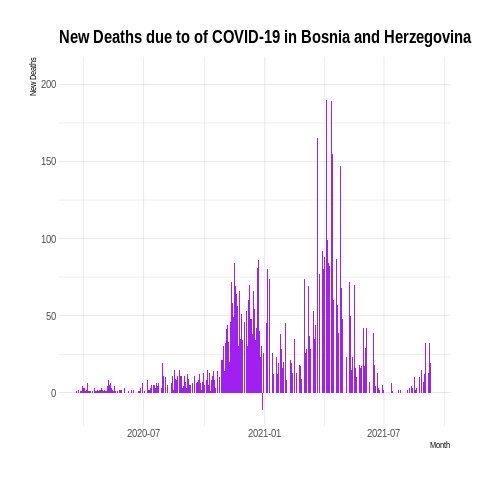 New Deaths due to of COVID-19 in Bosnia and Herzegovina
New Deaths
200
150
100
50
0
2020-07
2021-01
2021-07
Month